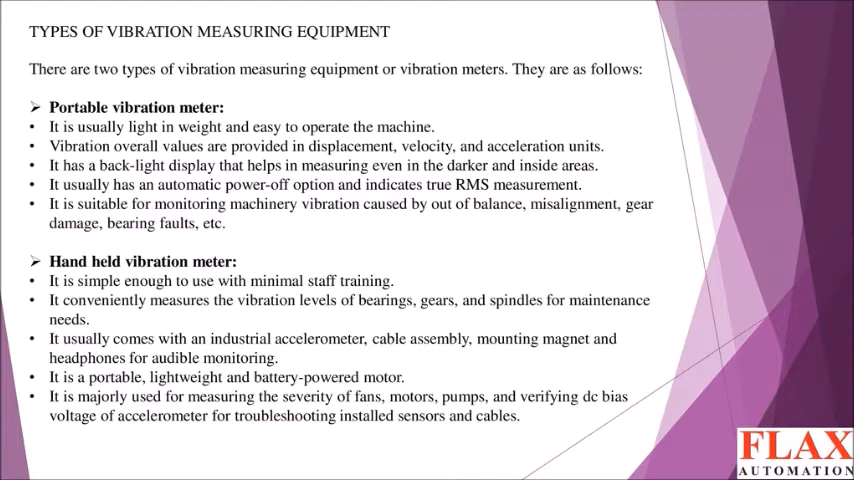 TYPES OF VIBRATION MEASURING EQUIPMENT
There are two types of vibration measuring equipment or vibration meters. They are as follows:
➢ Portable vibration meter:
• It is usually light in weight and easy to operate the machine.
• Vibration overall values are provided in displacement, velocity, and acceleration units.
• It has a back-light display that helps in measuring even in the darker and inside areas.
• It usually has an automatic power-off option and indicates true RMS measurement.
• It is suitable for monitoring machinery vibration caused by out of balance, misalignment, gear
damage, bearing faults, etc.
➢ Hand held vibration meter:
• It is simple enough to use with minimal staff training.
• It conveniently measures the vibration levels of bearings, gears, and spindles for maintenance
needs.
• It usually comes with an industrial accelerometer, cable assembly, mounting magnet and
headphones for audible monitoring.
• It is a portable, lightweight and battery-powered motor.
• It is majorly used for measuring the severity of fans, motors, pumps, and verifying dc bias
voltage of accelerometer for troubleshooting installed sensors and cables.
FLAX
AUTOMATION